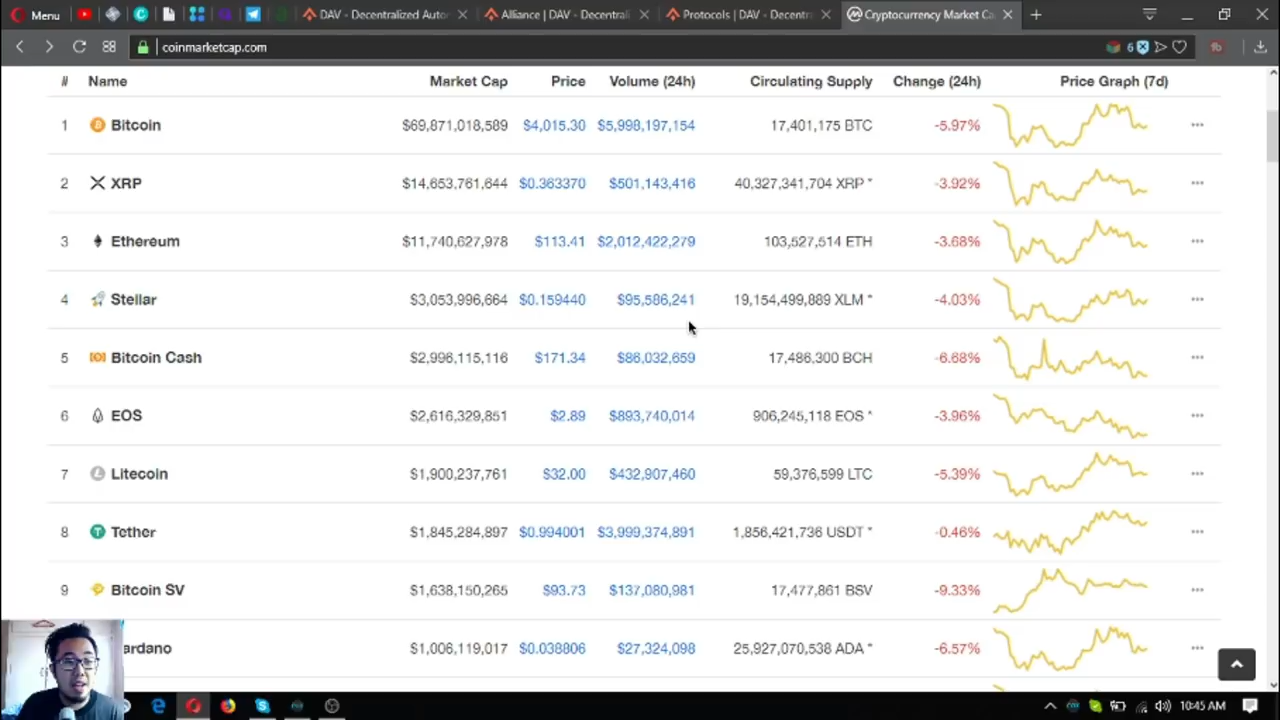 Menu
DAV - Decentralized Auto
Alliance | DAV - Decentrali
Protocols | DAV - Decentr
Cryptocurrency Market Ca
coinmarketcap.com
6
# Name Market Cap Price Volume (24h) Circulating Supply Change (24h) Price Graph (7d)
1 Bitcoin $69,871,018,589 $4,015.30 $5,998,197,154 17,401,175 BTC -5.97%
2 XRP $14,653,761,644 $0.363370 $501,143,416 40,327,341,704 XRP * -3.92%
3 Ethereum $11,740,627,978 $113.41 $2,012,422,279 103,527,514 ETH -3.68%
4 Stellar $3,053,996,664 $0.159440 $95,586,241 19,154,499,889 XLM * -4.03%
5 Bitcoin Cash $2,996,115,116 $171.34 $86,032,659 17,486,300 BCH -6.68%
6 EOS $2,616,329,851 $2.89 $893,740,014 906,245,118 EOS * -3.96%
7 Litecoin $1,900,237,761 $32.00 $432,907,460 59,376,599 LTC -5.39%
8 Tether $1,845,284,897 $0.994001 $3,999,374,891 1,856,421,736 USDT * -0.46%
9 Bitcoin SV $1,638,150,265 $93.73 $137,080,981 17,477,861 BSV -9.33%
ardano $1,006,119,017 $0.038806 $27,324,098 25,927,070,538 ADA * -6.57%
10:45 AM